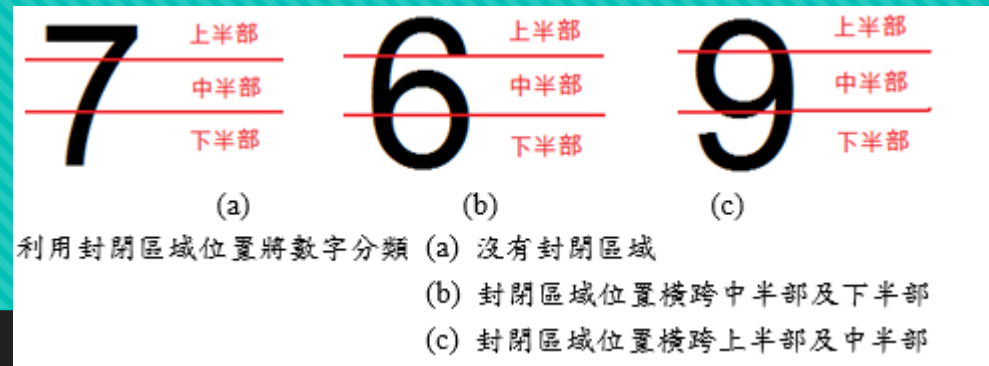 7 上半部 6 上半部 9 上半部
中半部 中半部 中半部
下半部 下半部 下半部
(a) (b) (c)
利用封閉區域位置將數字分類 (a) 沒有封閉區域
(b) 封閉區域位置橫跨中半部及下半部
(c) 封閉區域位置橫跨上半部及中半部